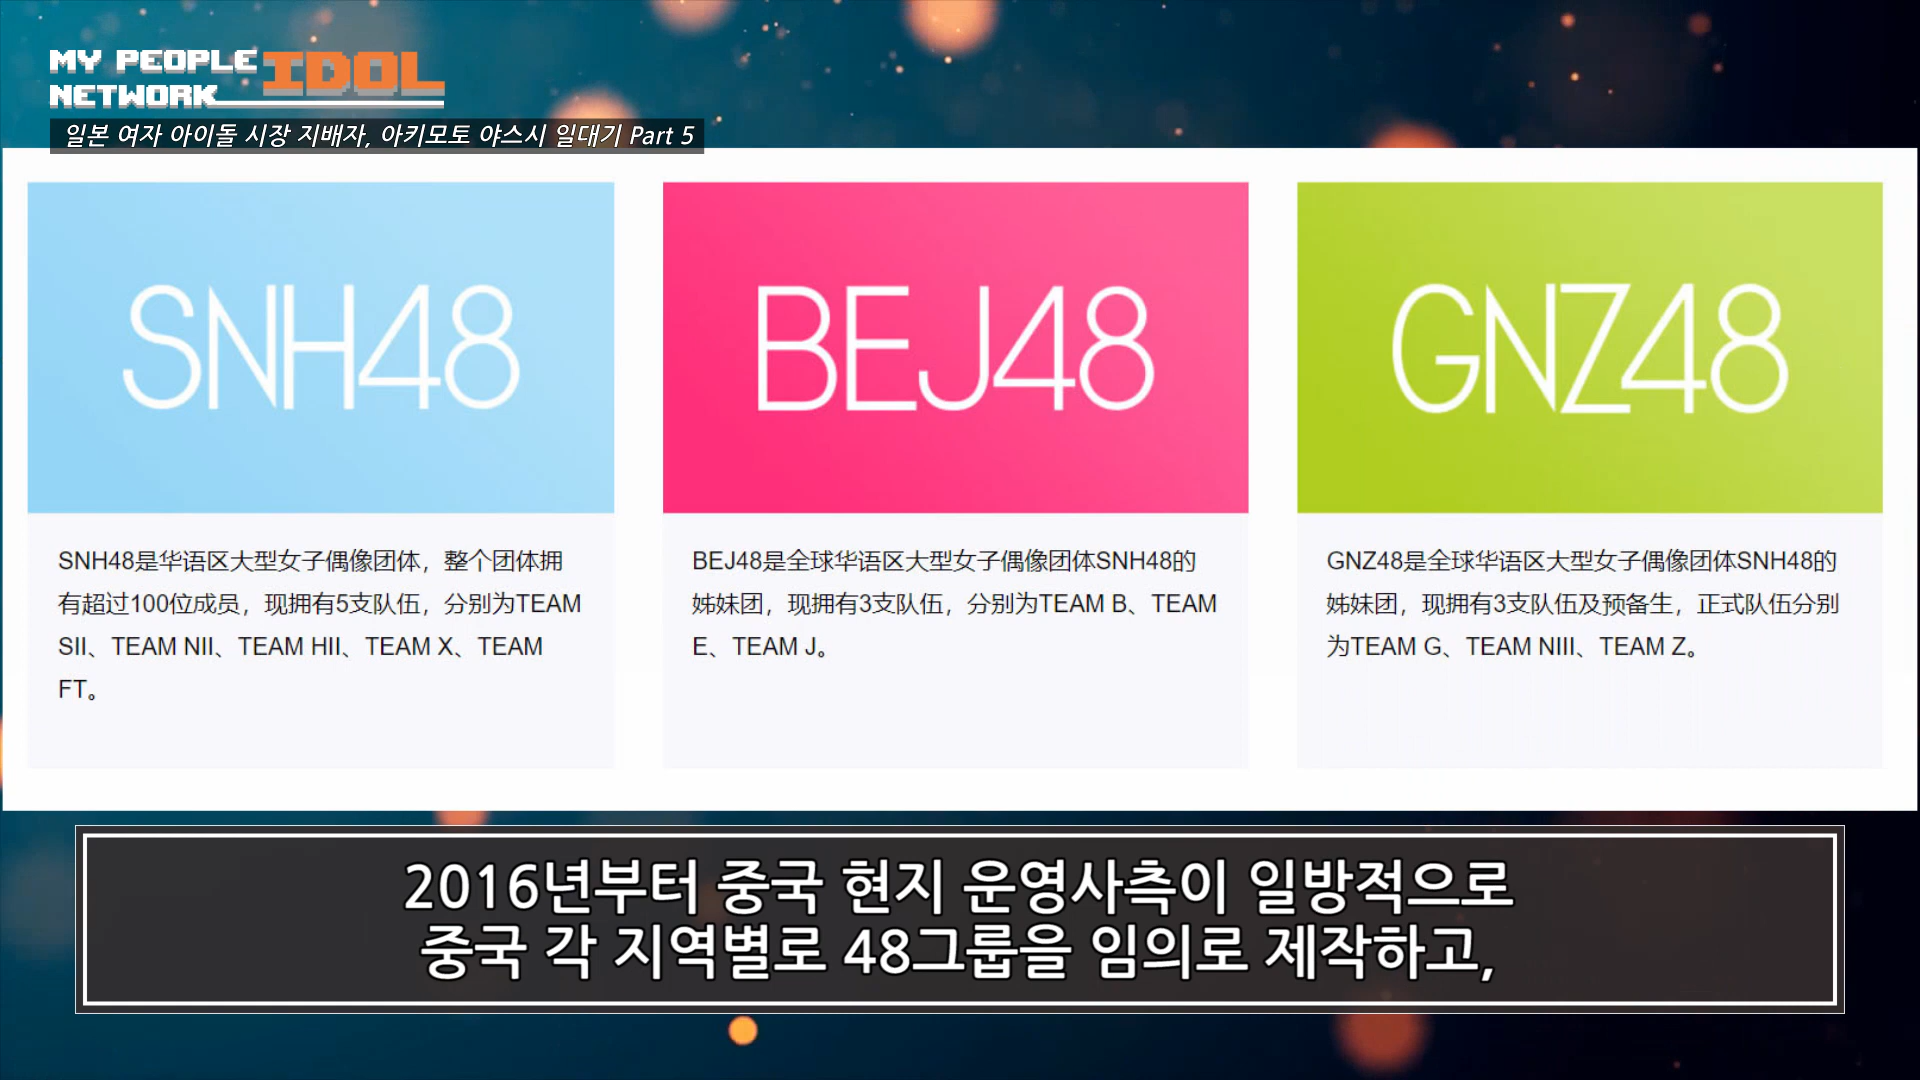 MY PEOPLE IDOL
NETWORK
일본 여자 아이돌 시장 지배자, 아키모토 야스시 일대기 Part 5
SNH48
SNH48是华语区大型女子偶像团体，整个团体拥
有超过100位成员，现拥有5支队伍，分别为TEAM
SII、TEAM NII、TEAM HII、TEAM X、TEAM
FT。
BEJ48
BEJ48是全球华语区大型女子偶像团体SNH48的
姊妹团，现拥有3支队伍，分别为TEAM B、TEAM
E、TEAM J。
GNZ48
GNZ48是全球华语区大型女子偶像团体SNH48的
姊妹团，现拥有3支队伍及预备生，正式队伍分别
为TEAM G、TEAM NIII、TEAM Z。
2016년부터 중국 현지 운영사측이 일방적으로
중국 각 지역별로 48그룹을 임의로 제작하고,